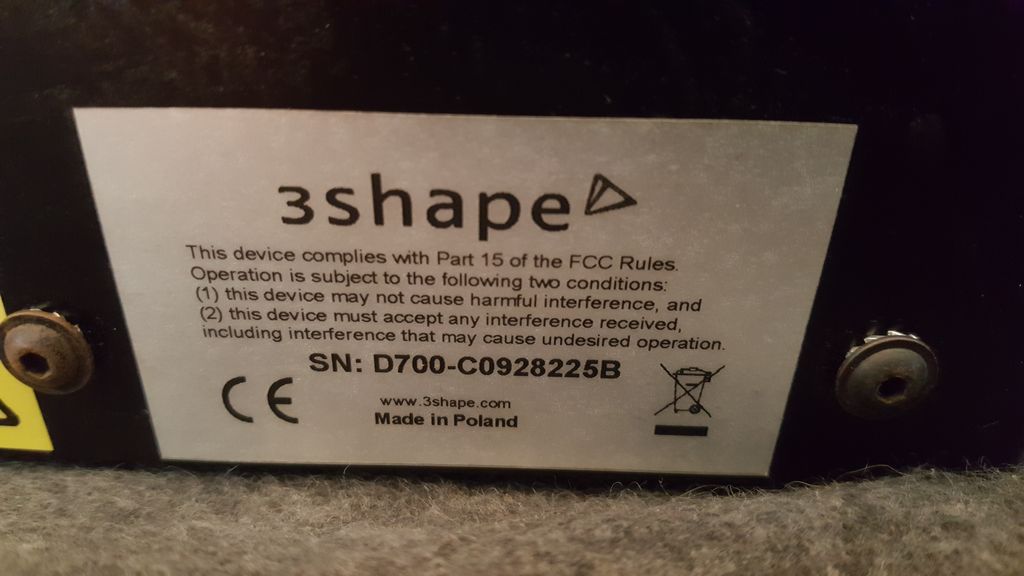 3shape
This device complies with Part 15 of the FCC Rules.
Operation is subject to the following two conditions:
(1) this device may not cause harmful interference, and
(2) this device must accept any interference received,
including interference that may cause undesired operation.
SN: D700-C0928225B
CE
www.3shape.com
Made in Poland